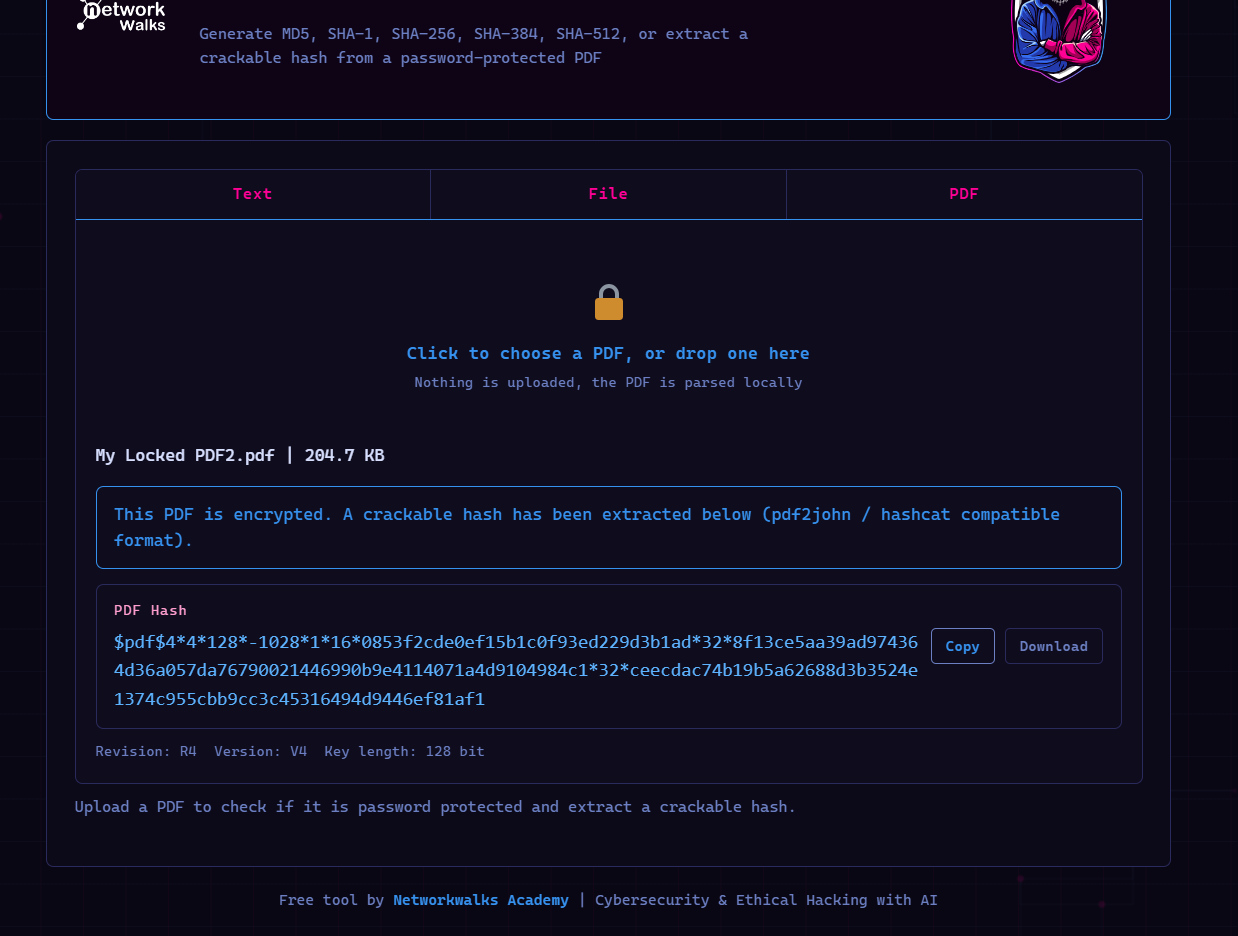 network
Walks
Generate MD5, SHA-1, SHA-256, SHA-384, SHA-512, or extract a
crackable hash from a password-protected PDF
Text
File
PDF
Click to choose a PDF, or drop one here
Nothing is uploaded, the PDF is parsed locally
My Locked PDF2.pdf | 204.7 KB
This PDF is encrypted. A crackable hash has been extracted below (pdf2john / hashcat compatible
format).
PDF Hash
$pdf$4*4*128*-1028*1*16*0853f2cde0ef15b1c0f93ed229d3b1ad*32*8f13ce5aa39ad97436
4d36a057da76790021446990b9e4114071a4d9104984c1*32*ceecdac74b19b5a62688d3b3524e
1374c955cbb9cc3c45316494d9446ef81af1
Copy
Download
Revision: R4 Version: V4 Key length: 128 bit
Upload a PDF to check if it is password protected and extract a crackable hash.
Free tool by Networkwalks Academy | Cybersecurity & Ethical Hacking with AI